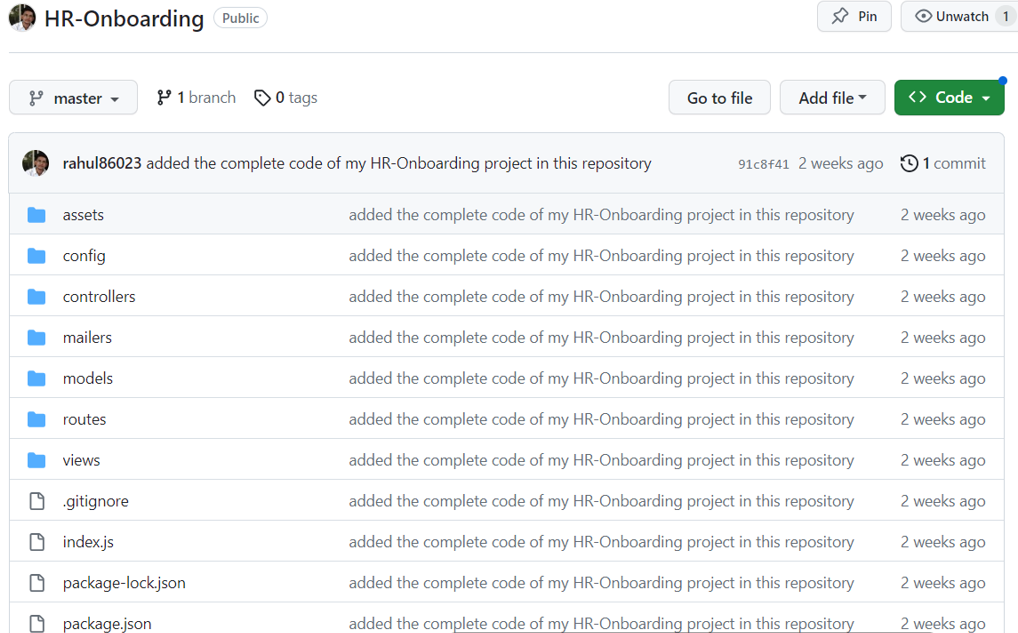 HR-Onboarding Public Pin Unwatch 1
master 1 branch 0 tags Go to file Add file Code
rahul86023 added the complete code of my HR-Onboarding project in this repository 91c8f41 2 weeks ago 1 commit
assets added the complete code of my HR-Onboarding project in this repository 2 weeks ago
config added the complete code of my HR-Onboarding project in this repository 2 weeks ago
controllers added the complete code of my HR-Onboarding project in this repository 2 weeks ago
mailers added the complete code of my HR-Onboarding project in this repository 2 weeks ago
models added the complete code of my HR-Onboarding project in this repository 2 weeks ago
routes added the complete code of my HR-Onboarding project in this repository 2 weeks ago
views added the complete code of my HR-Onboarding project in this repository 2 weeks ago
.gitignore added the complete code of my HR-Onboarding project in this repository 2 weeks ago
index.js added the complete code of my HR-Onboarding project in this repository 2 weeks ago
package-lock.json added the complete code of my HR-Onboarding project in this repository 2 weeks ago
package.json added the complete code of my HR-Onboarding project in this repository 2 weeks ago